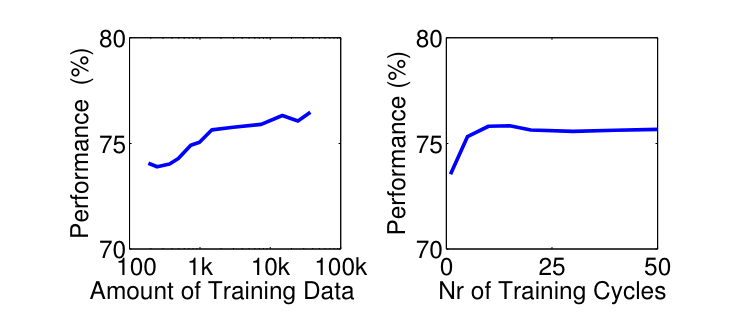 80
75
70
Performance (%)
100 1k 10k 100k
Amount of Training Data
80
75
70
Performance (%)
0 25 50
Nr of Training Cycles